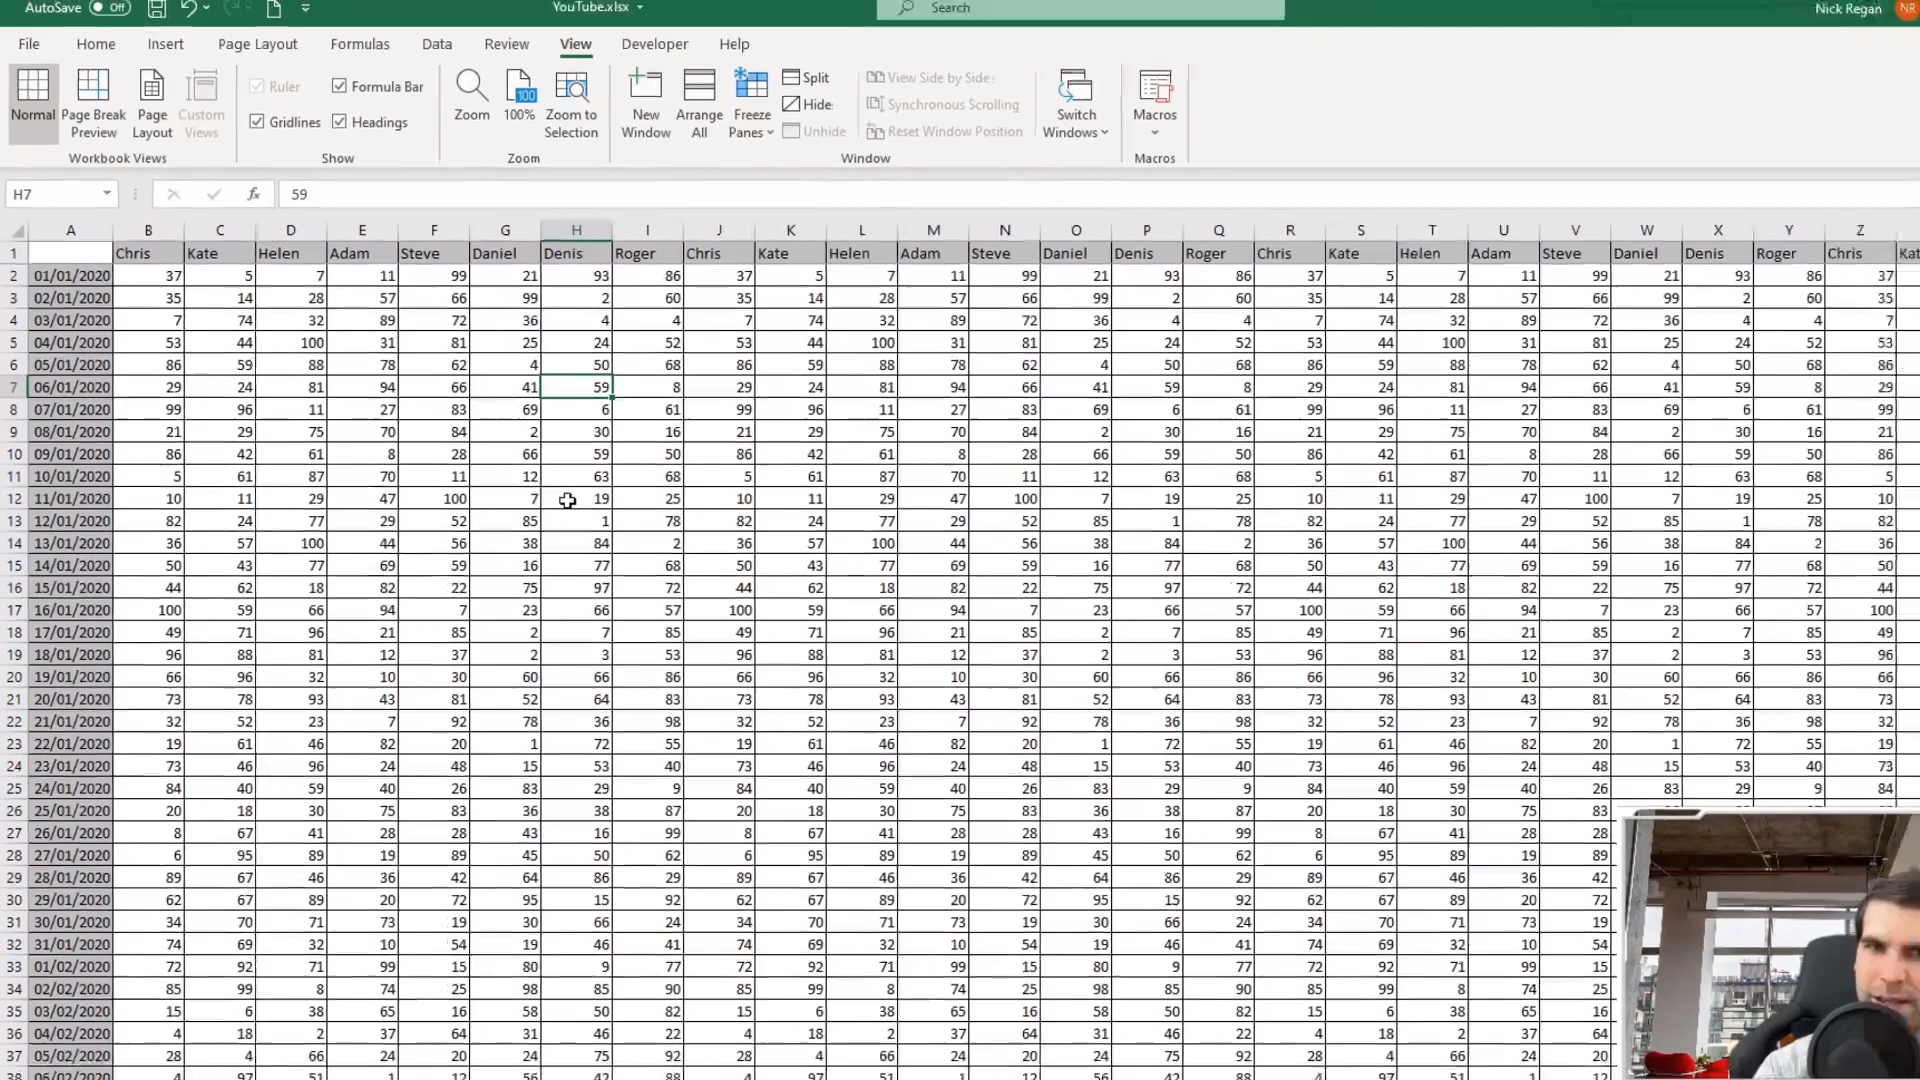 AutoSave Off YouTube.xlsx Search Nick Regan NR
File Home Insert Page Layout Formulas Data Review View Developer Help
Normal Page Break Preview Page Layout Custom Views Ruler Formula Bar Gridlines Headings Zoom 100 100% Zoom to Selection New Window Arrange All Freeze Panes Split Hide Unhide View Side by Side Synchronous Scrolling Reset Window Position Switch Windows Macros
Workbook Views Show Zoom Window Macros
H7 fx 59
A B C D E F G H I J K L M N O P Q R S T U V W X Y Z
1 Chris Kate Helen Adam Steve Daniel Denis Roger Chris Kate Helen Adam Steve Daniel Denis Roger Chris Kate Helen Adam Steve Daniel Denis Roger Chris Kat
2 01/01/2020 37 5 7 11 99 21 93 86 37 5 7 11 99 21 93 86 37 5 7 11 99 21 93 86 37
3 02/01/2020 35 14 28 57 66 99 2 60 35 14 28 57 66 99 2 60 35 14 28 57 66 99 2 60 35
4 03/01/2020 7 74 32 89 72 36 4 4 7 74 32 89 72 36 4 4 7 74 32 89 72 36 4 4 7
5 04/01/2020 53 44 100 31 81 25 24 52 53 44 100 31 81 25 24 52 53 44 100 31 81 25 24 52 53
6 05/01/2020 86 59 88 78 62 4 50 68 86 59 88 78 62 4 50 68 86 59 88 78 62 4 50 68 86
7 06/01/2020 29 24 81 94 66 41 59 8 29 24 81 94 66 41 59 8 29 24 81 94 66 41 59 8 29
8 07/01/2020 99 96 11 27 83 69 6 61 99 96 11 27 83 69 6 61 99 96 11 27 83 69 6 61 99
9 08/01/2020 21 29 75 70 84 2 30 16 21 29 75 70 84 2 30 16 21 29 75 70 84 2 30 16 21
10 09/01/2020 86 42 61 8 28 66 59 50 86 42 61 8 28 66 59 50 86 42 61 8 28 66 59 50 86
11 10/01/2020 5 61 87 70 11 12 63 68 5 61 87 70 11 12 63 68 5 61 87 70 11 12 63 68 5
12 11/01/2020 10 11 29 47 100 7 19 25 10 11 29 47 100 7 19 25 10 11 29 47 100 7 19 25 10
13 12/01/2020 82 24 77 29 52 85 1 78 82 24 77 29 52 85 1 78 82 24 77 29 52 85 1 78 82
14 13/01/2020 36 57 100 44 56 38 84 2 36 57 100 44 56 38 84 2 36 57 100 44 56 38 84 2 36
15 14/01/2020 50 43 77 69 59 16 77 68 50 43 77 69 59 16 77 68 50 43 77 69 59 16 77 68 50
16 15/01/2020 44 62 18 82 22 75 97 72 44 62 18 82 22 75 97 72 44 62 18 82 22 75 97 72 44
17 16/01/2020 100 59 66 94 7 23 66 57 100 59 66 94 7 23 66 57 100 59 66 94 7 23 66 57 100
18 17/01/2020 49 71 96 21 85 2 7 85 49 71 96 21 85 2 7 85 49 71 96 21 85 2 7 85 49
19 18/01/2020 96 88 81 12 37 2 3 53 96 88 81 12 37 2 3 53 96 88 81 12 37 2 3 53 96
20 19/01/2020 66 96 32 10 30 60 66 86 66 96 32 10 30 60 66 86 66 96 32 10 30 60 66 86 66
21 20/01/2020 73 78 93 43 81 52 64 83 73 78 93 43 81 52 64 83 73 78 93 43 81 52 64 83 73
22 21/01/2020 32 52 23 7 92 78 36 98 32 52 23 7 92 78 36 98 32 52 23 7 92 78 36 98 32
23 22/01/2020 19 61 46 82 20 1 72 55 19 61 46 82 20 1 72 55 19 61 46 82 20 1 72 55 19
24 23/01/2020 73 46 96 24 48 15 53 40 73 46 96 24 48 15 53 40 73 46 96 24 48 15 53 40 73
25 24/01/2020 84 40 59 40 26 83 29 9 84 40 59 40 26 83 29 9 84 40 59 40 26 83 29 9 84
26 25/01/2020 20 18 30 75 83 36 38 87 20 18 30 75 83 36 38 87 20 18 30 75 83
27 26/01/2020 8 67 41 28 28 43 16 99 8 67 41 28 28 43 16 99 8 67 41 28 28
28 27/01/2020 6 95 89 19 89 45 50 62 6 95 89 19 89 45 50 62 6 95 89 19 89
29 28/01/2020 89 67 46 36 42 64 86 29 89 67 46 36 42 64 86 29 89 67 46 36 42
30 29/01/2020 62 67 89 20 72 95 15 92 62 67 89 20 72 95 15 92 62 67 89 20 72
31 30/01/2020 34 70 71 73 19 30 66 24 34 70 71 73 19 30 66 24 34 70 71 73 19
32 31/01/2020 74 69 32 10 54 19 46 41 74 69 32 10 54 19 46 41 74 69 32 10 54
33 01/02/2020 72 92 71 99 15 80 9 77 72 92 71 99 15 80 9 77 72 92 71 99 15
34 02/02/2020 85 99 8 74 25 98 85 90 85 99 8 74 25 98 85 90 85 99 8 74 25
35 03/02/2020 15 6 38 65 16 58 50 82 15 6 38 65 16 58 50 82 15 6 38 65 16
36 04/02/2020 4 18 2 37 64 31 46 22 4 18 2 37 64 31 46 22 4 18 2 37 64
37 05/02/2020 28 4 66 24 20 24 75 92 28 4 66 24 20 24 75 92 28 4 66 24 20
38 06/02/2020 4 97 51 1 12 56 42 88 4 97 51 1 12 56 42 88 4 97 51 1 12